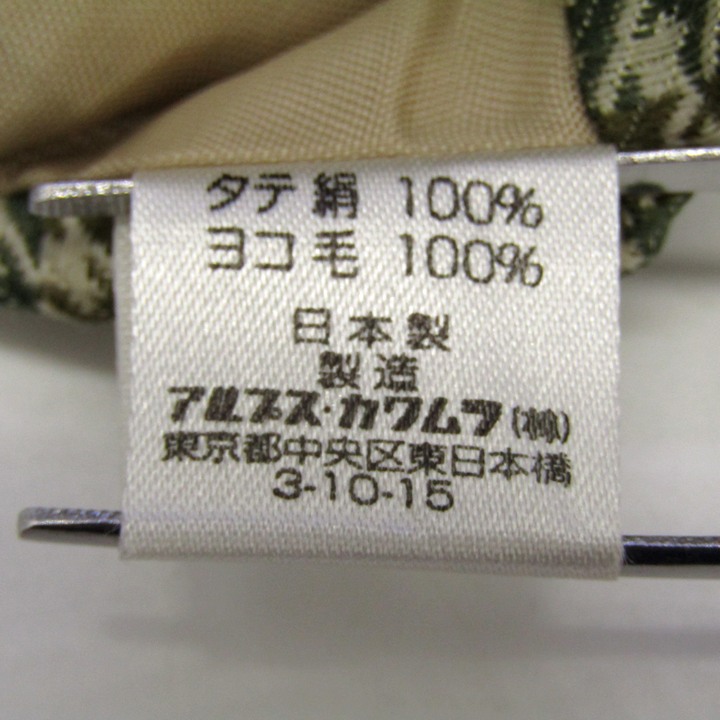 タテ 絹 100%
ヨコ 毛 100%
日本製
製造
アルプス・カワムラ(株)
東京都中央区東日本橋
3-10-15